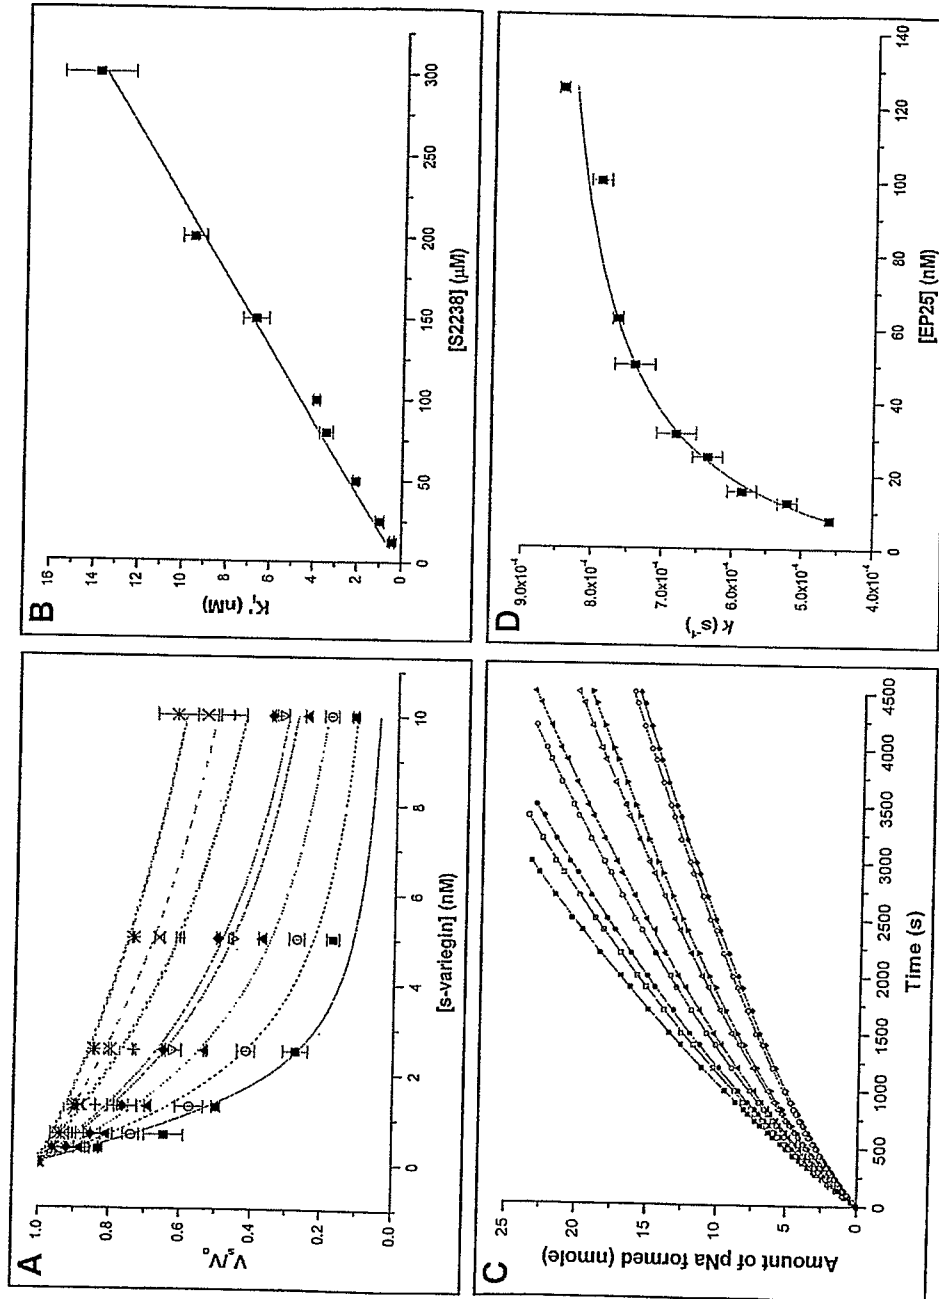 A
Vs/Vo
1.0
0.8
0.6
0.4
0.2
0.0
0
2
4
6
8
10
[s-variegin] (nM)
B
Ki' (nM)
16
14
12
10
8
6
4
2
0
0
50
100
150
200
250
300
[S2238] (μM)
C
Amount of pNa formed (nmole)
25
20
15
10
5
0
0
500
1000
1500
2000
2500
3000
3500
4000
4500
Time (s)
D
k (s-1)
9.0x10-4
8.0x10-4
7.0x10-4
6.0x10-4
5.0x10-4
4.0x10-4
0
20
40
60
80
100
120
140
[EP25] (nM)